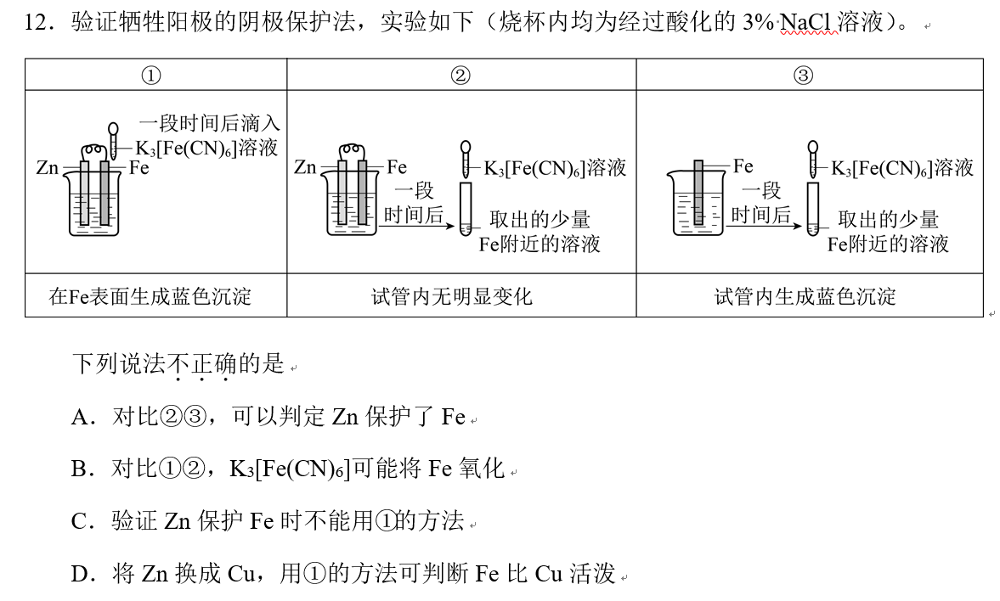 12．验证牺牲阳极的阴极保护法，实验如下（烧杯内均为经过酸化的 3% NaCl 溶液）。
① ② ③
一段时间后滴入
K₃[Fe(CN)₆]溶液
Zn Fe
Zn Fe K₃[Fe(CN)₆]溶液
一段
时间后
取出的少量
Fe附近的溶液
Fe K₃[Fe(CN)₆]溶液
一段
时间后
取出的少量
Fe附近的溶液
在Fe表面生成蓝色沉淀 试管内无明显变化 试管内生成蓝色沉淀
下列说法不正确的是
A．对比②③，可以判定 Zn 保护了 Fe
B．对比①②，K₃[Fe(CN)₆]可能将 Fe 氧化
C．验证 Zn 保护 Fe 时不能用①的方法
D．将 Zn 换成 Cu，用①的方法可判断 Fe 比 Cu 活泼